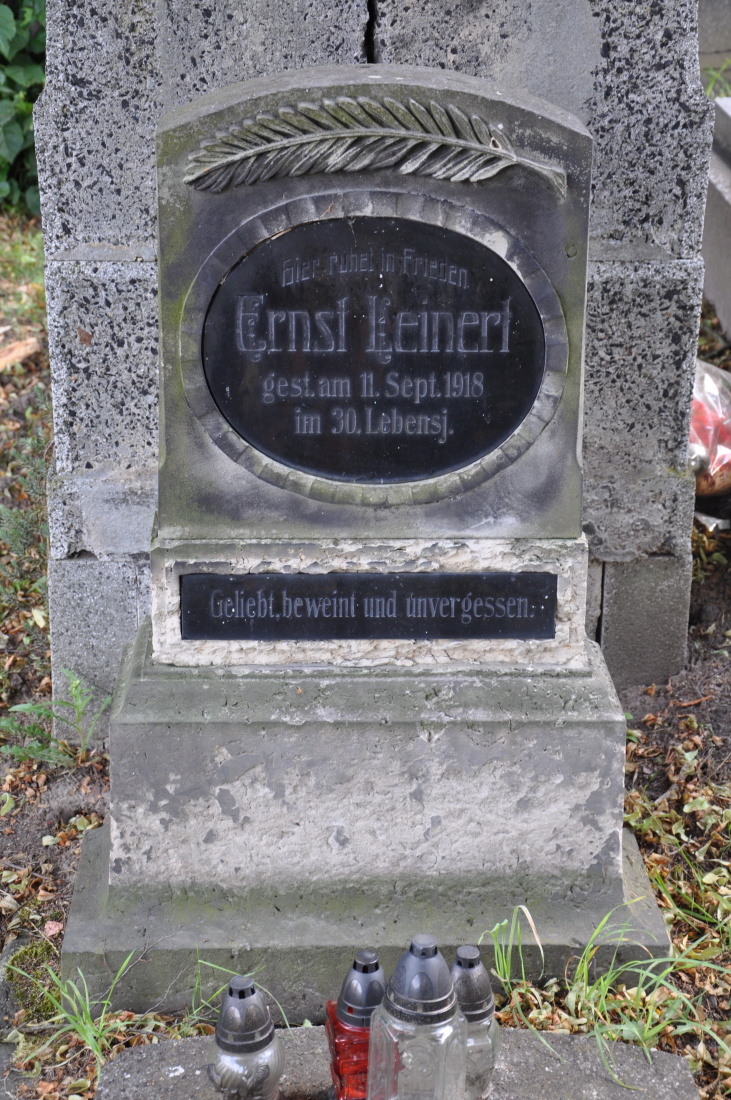 Hier ruhet in Frieden
Ernst Leinert
gest. am 11. Sept. 1918
im 30. Lebensj.
Geliebt, beweint und unvergessen.